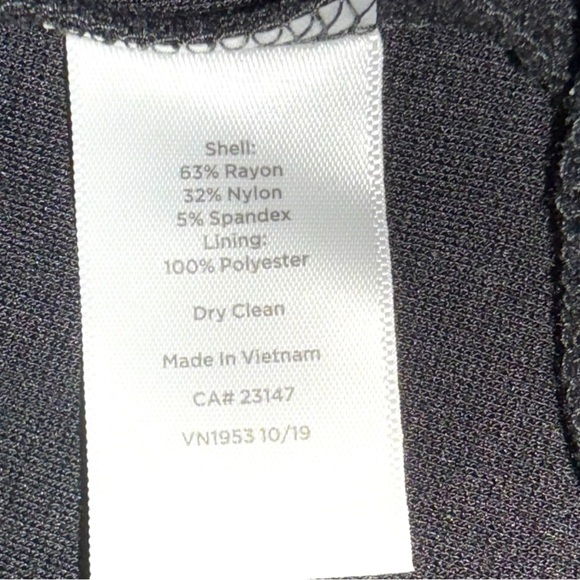 Shell:
63% Rayon
32% Nylon
5% Spandex
Lining:
100% Polyester
Dry Clean
Made In Vietnam
CA# 23147
VN1953 10/19